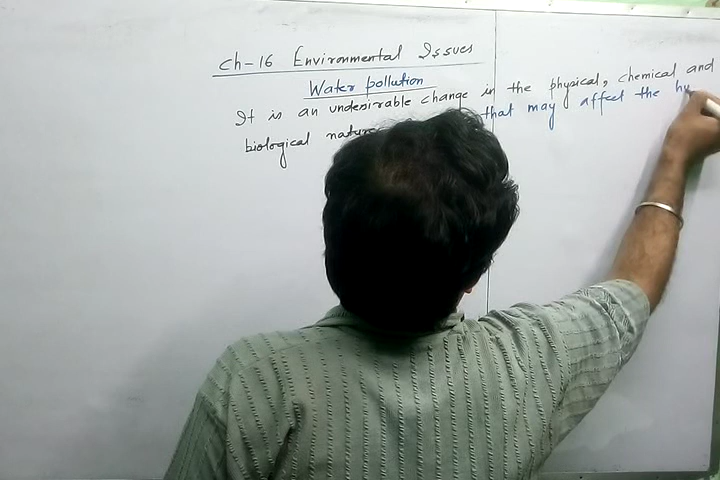 Ch-16 Environmental Issues
Water pollution
It is an undesirable change in the physical, chemical and
biological nature that may affect the hu